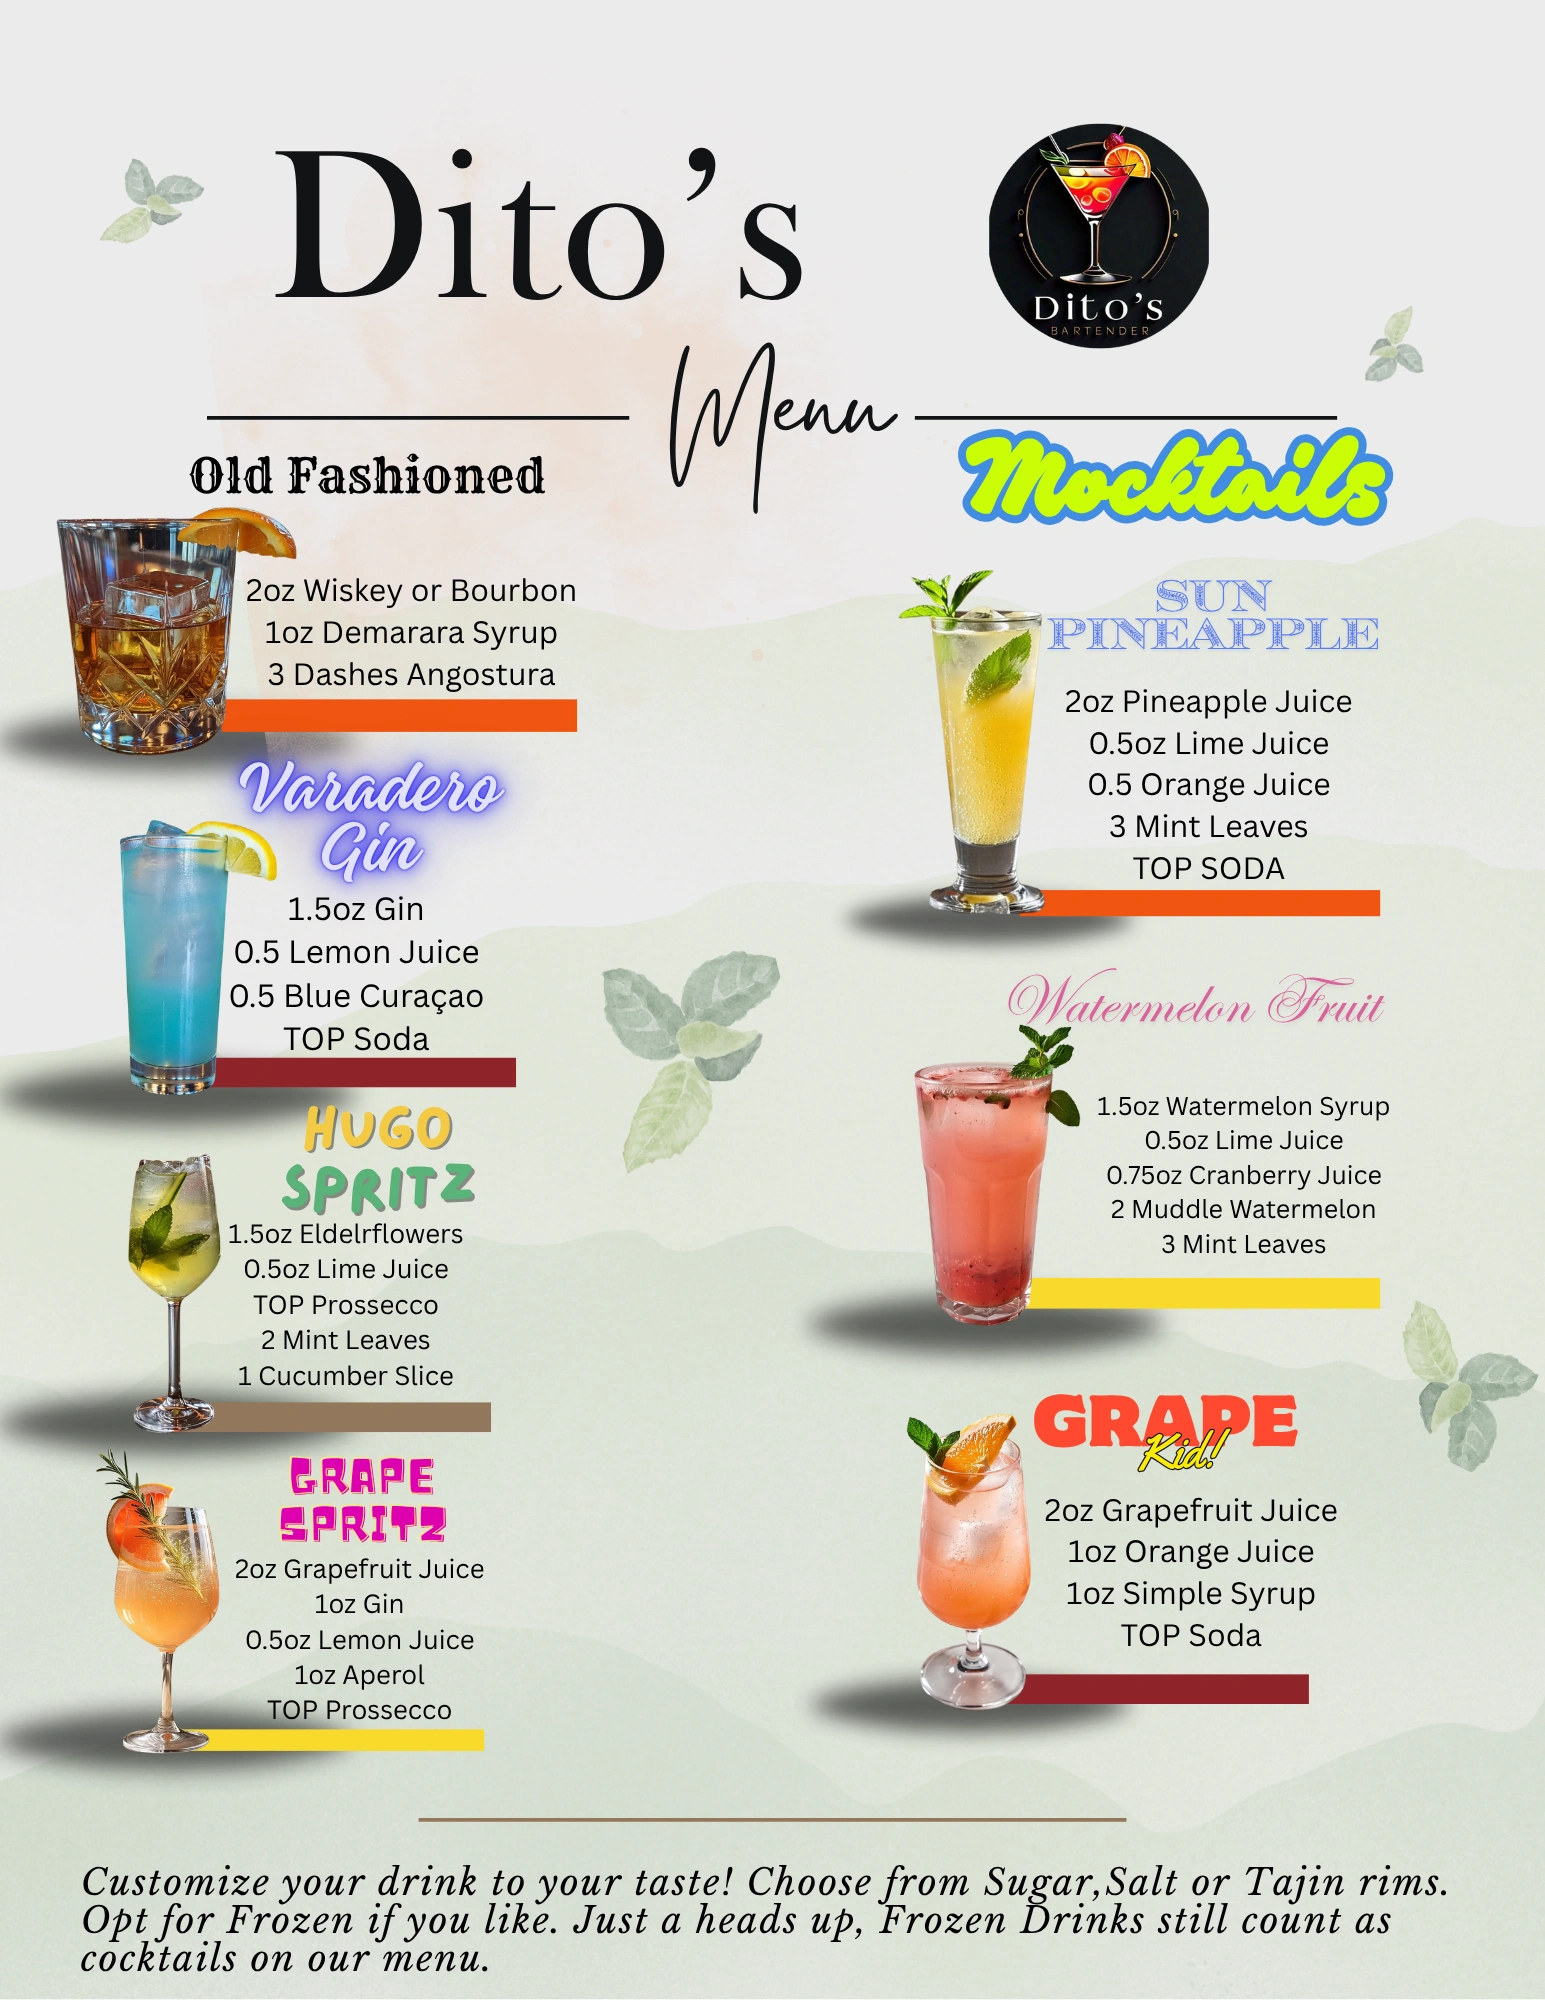 Dito's
Dito's
BARTENDER
Menu
Old Fashioned
2oz Wiskey or Bourbon
1oz Demarara Syrup
3 Dashes Angostura
Varadero
Gin
1.5oz Gin
0.5 Lemon Juice
0.5 Blue Curaçao
TOP Soda
HUGO
SPRITZ
1.5oz Eldelrflowers
0.5oz Lime Juice
TOP Prossecco
2 Mint Leaves
1 Cucumber Slice
GRAPE
SPRITZ
2oz Grapefruit Juice
1oz Gin
0.5oz Lemon Juice
1oz Aperol
TOP Prossecco
Mocktails
SUN
PINEAPPLE
2oz Pineapple Juice
0.5oz Lime Juice
0.5 Orange Juice
3 Mint Leaves
TOP SODA
Watermelon Fruit
1.5oz Watermelon Syrup
0.5oz Lime Juice
0.75oz Cranberry Juice
2 Muddle Watermelon
3 Mint Leaves
GRAPE
Kid!
2oz Grapefruit Juice
1oz Orange Juice
1oz Simple Syrup
TOP Soda
Customize your drink to your taste! Choose from Sugar,Salt or Tajin rims.
Opt for Frozen if you like. Just a heads up, Frozen Drinks still count as
cocktails on our menu.